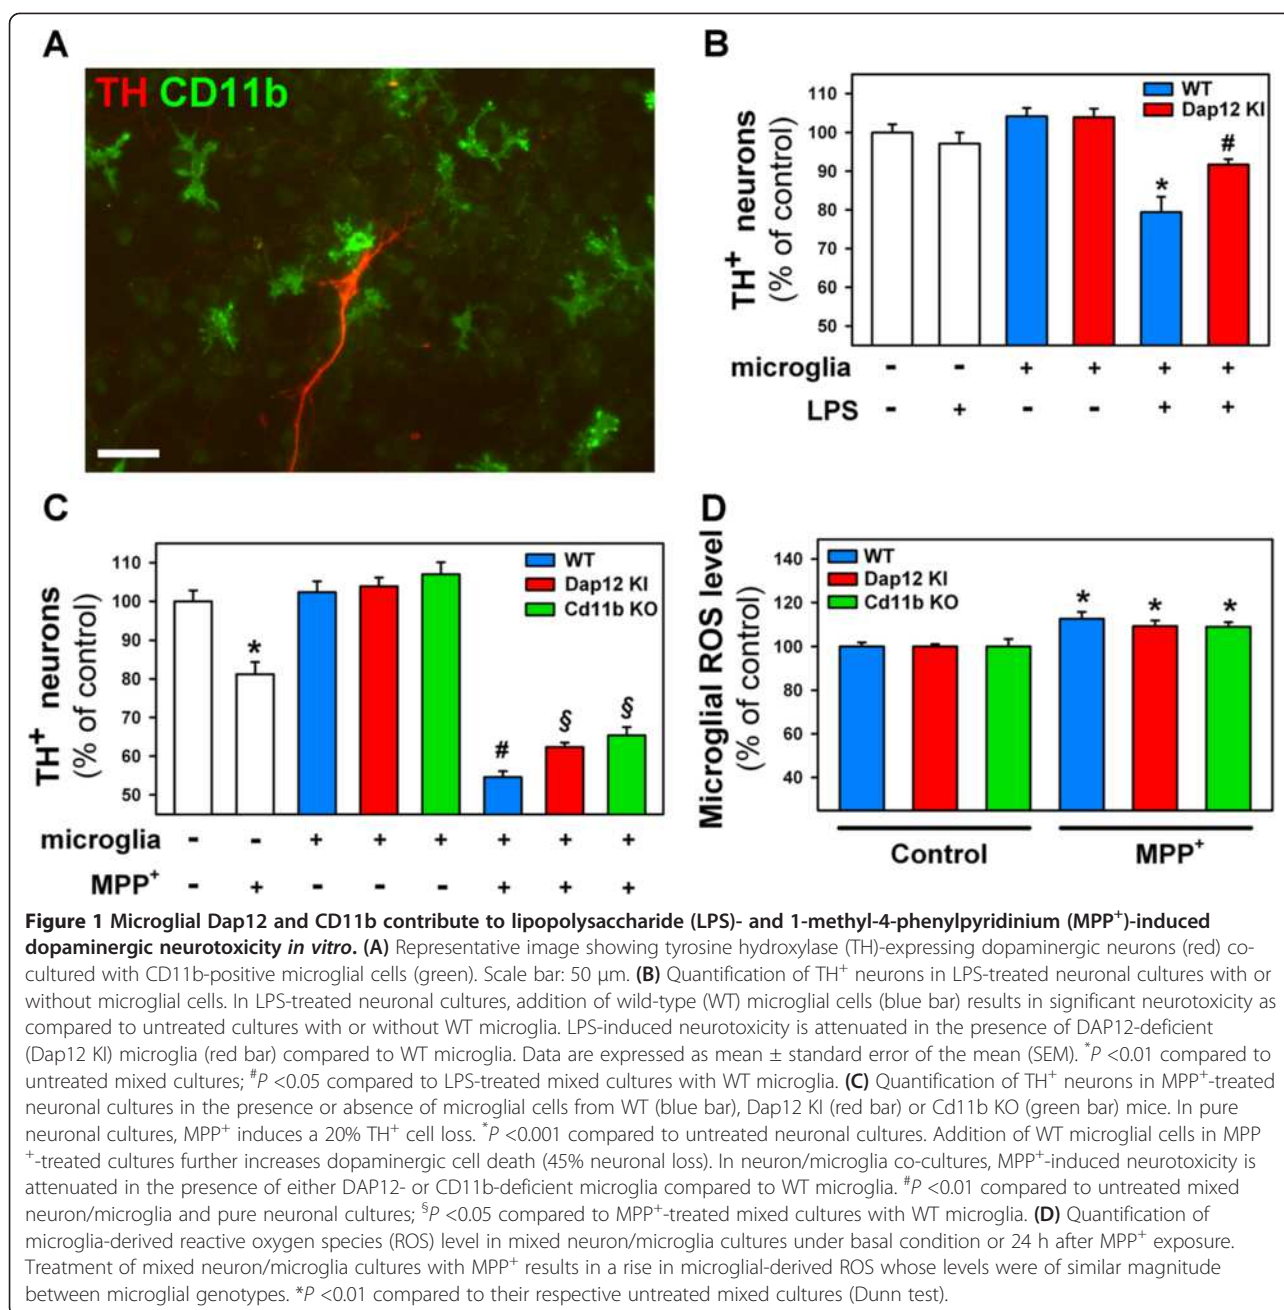 A
TH CD11b
B
TH⁺ neurons
(% of control)
110
100
90
80
70
60
50
WT
Dap12 KI
*
#
microglia - - + + + +
LPS - + - - + +
C
TH⁺ neurons
(% of control)
110
100
90
80
70
60
50
WT
Dap12 KI
Cd11b KO
*
#
§
§
microglia - - + + + + + +
MPP⁺ - + - - - + + +
D
Microglial ROS level
(% of control)
140
120
100
80
60
40
WT
Dap12 KI
Cd11b KO
*
*
*
Control MPP⁺
Figure 1 Microglial Dap12 and CD11b contribute to lipopolysaccharide (LPS)- and 1-methyl-4-phenylpyridinium (MPP⁺)-induced
dopaminergic neurotoxicity in vitro. (A) Representative image showing tyrosine hydroxylase (TH)-expressing dopaminergic neurons (red) co-
cultured with CD11b-positive microglial cells (green). Scale bar: 50 μm. (B) Quantification of TH⁺ neurons in LPS-treated neuronal cultures with or
without microglial cells. In LPS-treated neuronal cultures, addition of wild-type (WT) microglial cells (blue bar) results in significant neurotoxicity as
compared to untreated cultures with or without WT microglia. LPS-induced neurotoxicity is attenuated in the presence of DAP12-deficient
(Dap12 KI) microglia (red bar) compared to WT microglia. Data are expressed as mean ± standard error of the mean (SEM). *P <0.01 compared to
untreated mixed cultures; #P <0.05 compared to LPS-treated mixed cultures with WT microglia. (C) Quantification of TH⁺ neurons in MPP⁺-treated
neuronal cultures in the presence or absence of microglial cells from WT (blue bar), Dap12 KI (red bar) or Cd11b KO (green bar) mice. In pure
neuronal cultures, MPP⁺ induces a 20% TH⁺ cell loss. *P <0.001 compared to untreated neuronal cultures. Addition of WT microglial cells in MPP
⁺-treated cultures further increases dopaminergic cell death (45% neuronal loss). In neuron/microglia co-cultures, MPP⁺-induced neurotoxicity is
attenuated in the presence of either DAP12- or CD11b-deficient microglia compared to WT microglia. #P <0.01 compared to untreated mixed
neuron/microglia and pure neuronal cultures; §P <0.05 compared to MPP⁺-treated mixed cultures with WT microglia. (D) Quantification of
microglia-derived reactive oxygen species (ROS) level in mixed neuron/microglia cultures under basal condition or 24 h after MPP⁺ exposure.
Treatment of mixed neuron/microglia cultures with MPP⁺ results in a rise in microglial-derived ROS whose levels were of similar magnitude
between microglial genotypes. *P <0.01 compared to their respective untreated mixed cultures (Dunn test).